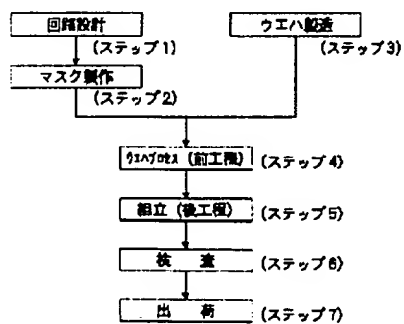 回路設計
(ステップ1)
マスク製作
(ステップ2)
ウエハ製造
(ステップ3)
ウエハプロセス (前工程)
(ステップ4)
組立 (後工程)
(ステップ5)
検 査
(ステップ6)
出 荷
(ステップ7)